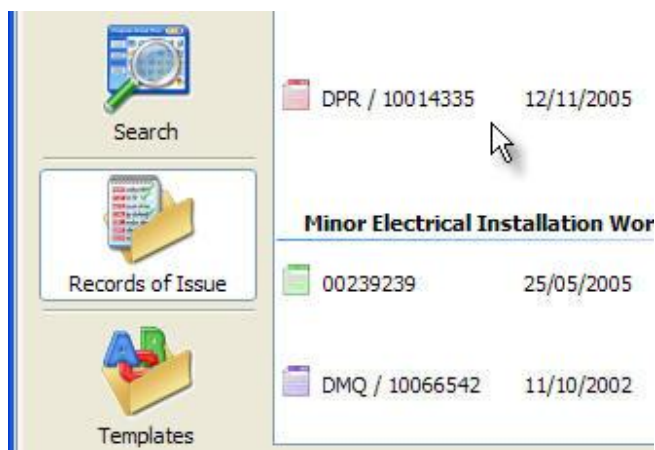 Search
Records of Issue
Templates
DPR / 10014335 12/11/2005
Minor Electrical Installation Wor
00239239 25/05/2005
DMQ / 10066542 11/10/2002